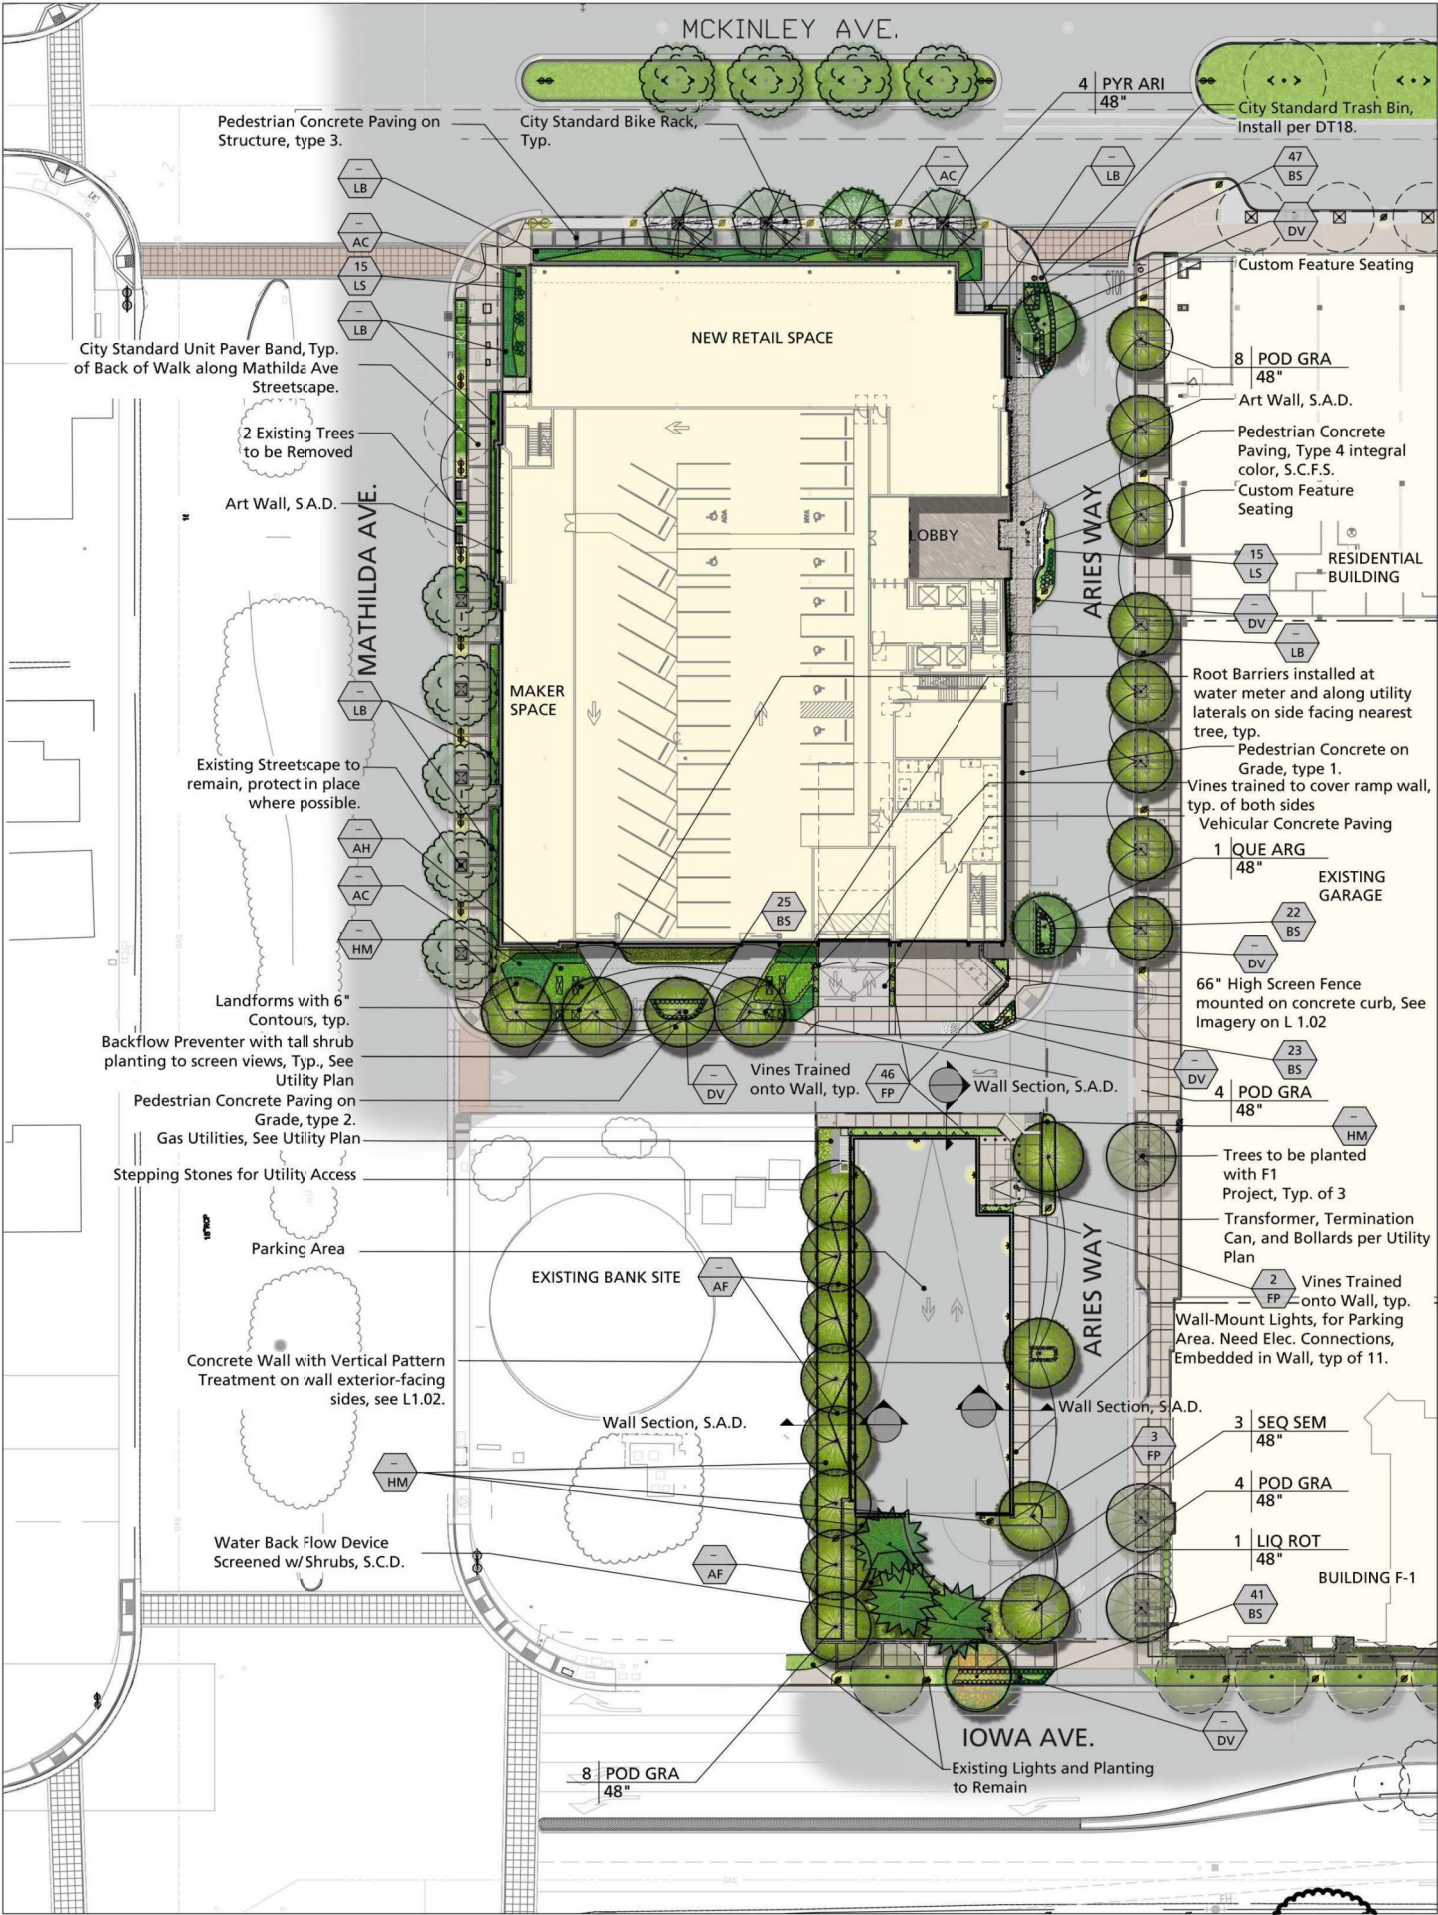 MCKINLEY AVE.
4 PYR ARI
48"
City Standard Trash Bin,
Install per DT18.
Pedestrian Concrete Paving on
Structure, type 3.
City Standard Bike Rack,
Typ.
–
LB
–
AC
15
LS
–
LB
–
AC
–
LB
47
BS
–
DV
STOP
Custom Feature Seating
NEW RETAIL SPACE
City Standard Unit Paver Band, Typ.
of Back of Walk along Mathilda Ave
Streetscape.
8 POD GRA
48"
Art Wall, S.A.D.
2 Existing Trees
to be Removed
Pedestrian Concrete
Paving, Type 4 integral
color, S.C.F.S.
Art Wall, S.A.D.
Custom Feature
Seating
MATHILDA AVE.
LOBBY
ARIES WAY
15
LS
RESIDENTIAL
BUILDING
–
DV
–
LB
MAKER
SPACE
–
LB
Root Barriers installed at
water meter and along utility
laterals on side facing nearest
tree, typ.
Existing Streetscape to
remain, protect in place
where possible.
Pedestrian Concrete on
Grade, type 1.
Vines trained to cover ramp wall,
typ. of both sides
Vehicular Concrete Paving
–
AH
–
AC
–
HM
1 QUE ARG
48"
EXISTING
GARAGE
25
BS
22
BS
–
DV
Landforms with 6"
Contours, typ.
66" High Screen Fence
mounted on concrete curb, See
Imagery on L 1.02
Backflow Preventer with tall shrub
planting to screen views, Typ., See
Utility Plan
23
BS
–
DV
–
DV
Vines Trained
onto Wall, typ.
46
FP
Wall Section, S.A.D.
4 POD GRA
48"
Pedestrian Concrete Paving on
Grade, type 2.
Gas Utilities, See Utility Plan
–
HM
Stepping Stones for Utility Access
Trees to be planted
with F1
Project, Typ. of 3
Transformer, Termination
Can, and Bollards per Utility
Plan
Parking Area
EXISTING BANK SITE
–
AF
ARIES WAY
2
FP
Vines Trained
onto Wall, typ.
Wall-Mount Lights, for Parking
Area. Need Elec. Connections,
Embedded in Wall, typ of 11.
Concrete Wall with Vertical Pattern
Treatment on wall exterior-facing
sides, see L1.02.
Wall Section, S.A.D.
Wall Section, S.A.D.
3 SEQ SEM
48"
3
FP
–
HM
4 POD GRA
48"
Water Back Flow Device
Screened w/Shrubs, S.C.D.
1 LIQ ROT
48"
–
AF
BUILDING F-1
41
BS
IOWA AVE.
–
DV
8 POD GRA
48"
Existing Lights and Planting
to Remain